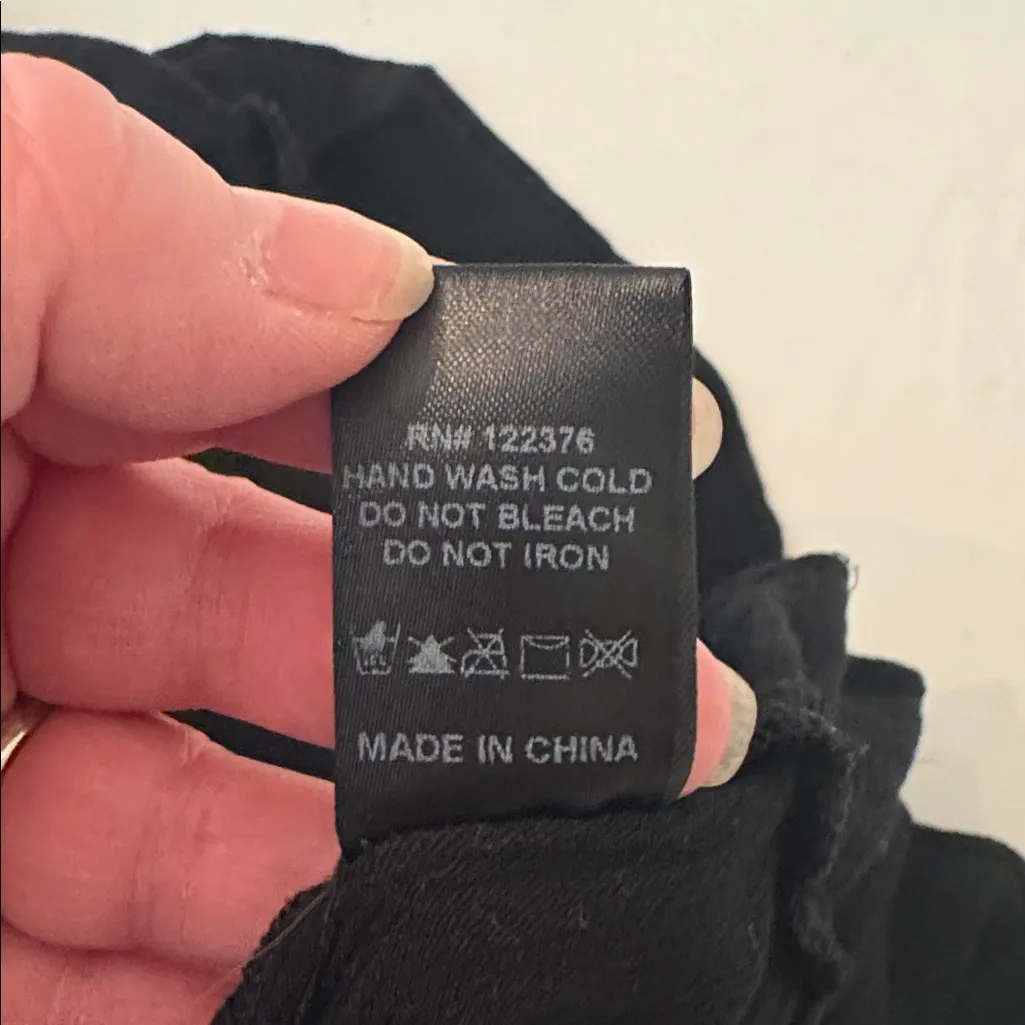 RN# 122376
HAND WASH COLD
DO NOT BLEACH
DO NOT IRON
MADE IN CHINA